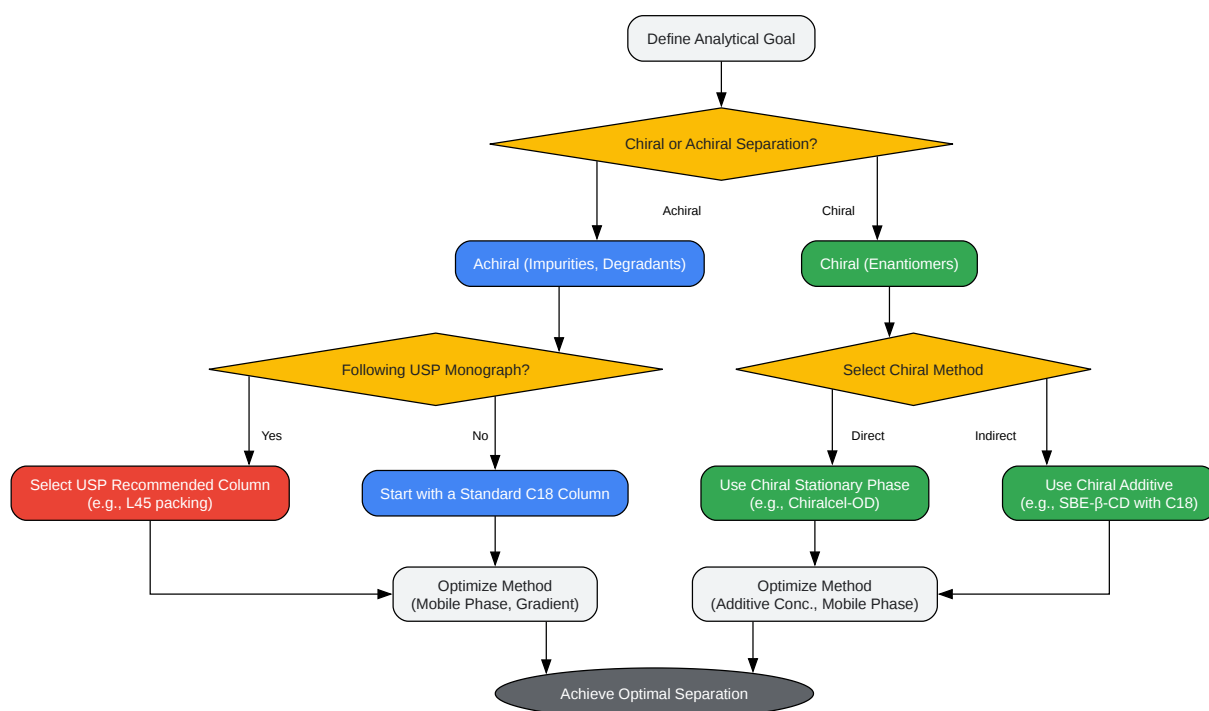 Define Analytical Goal
Chiral or Achiral Separation?
Achiral
Chiral
Achiral (Impurities, Degradants)
Chiral (Enantiomers)
Following USP Monograph?
Select Chiral Method
Yes
No
Direct
Indirect
Select USP Recommended Column
(e.g., L45 packing)
Start with a Standard C18 Column
Use Chiral Stationary Phase
(e.g., Chiralcel-OD)
Use Chiral Additive
(e.g., SBE-β-CD with C18)
Optimize Method
(Mobile Phase, Gradient)
Optimize Method
(Additive Conc., Mobile Phase)
Achieve Optimal Separation